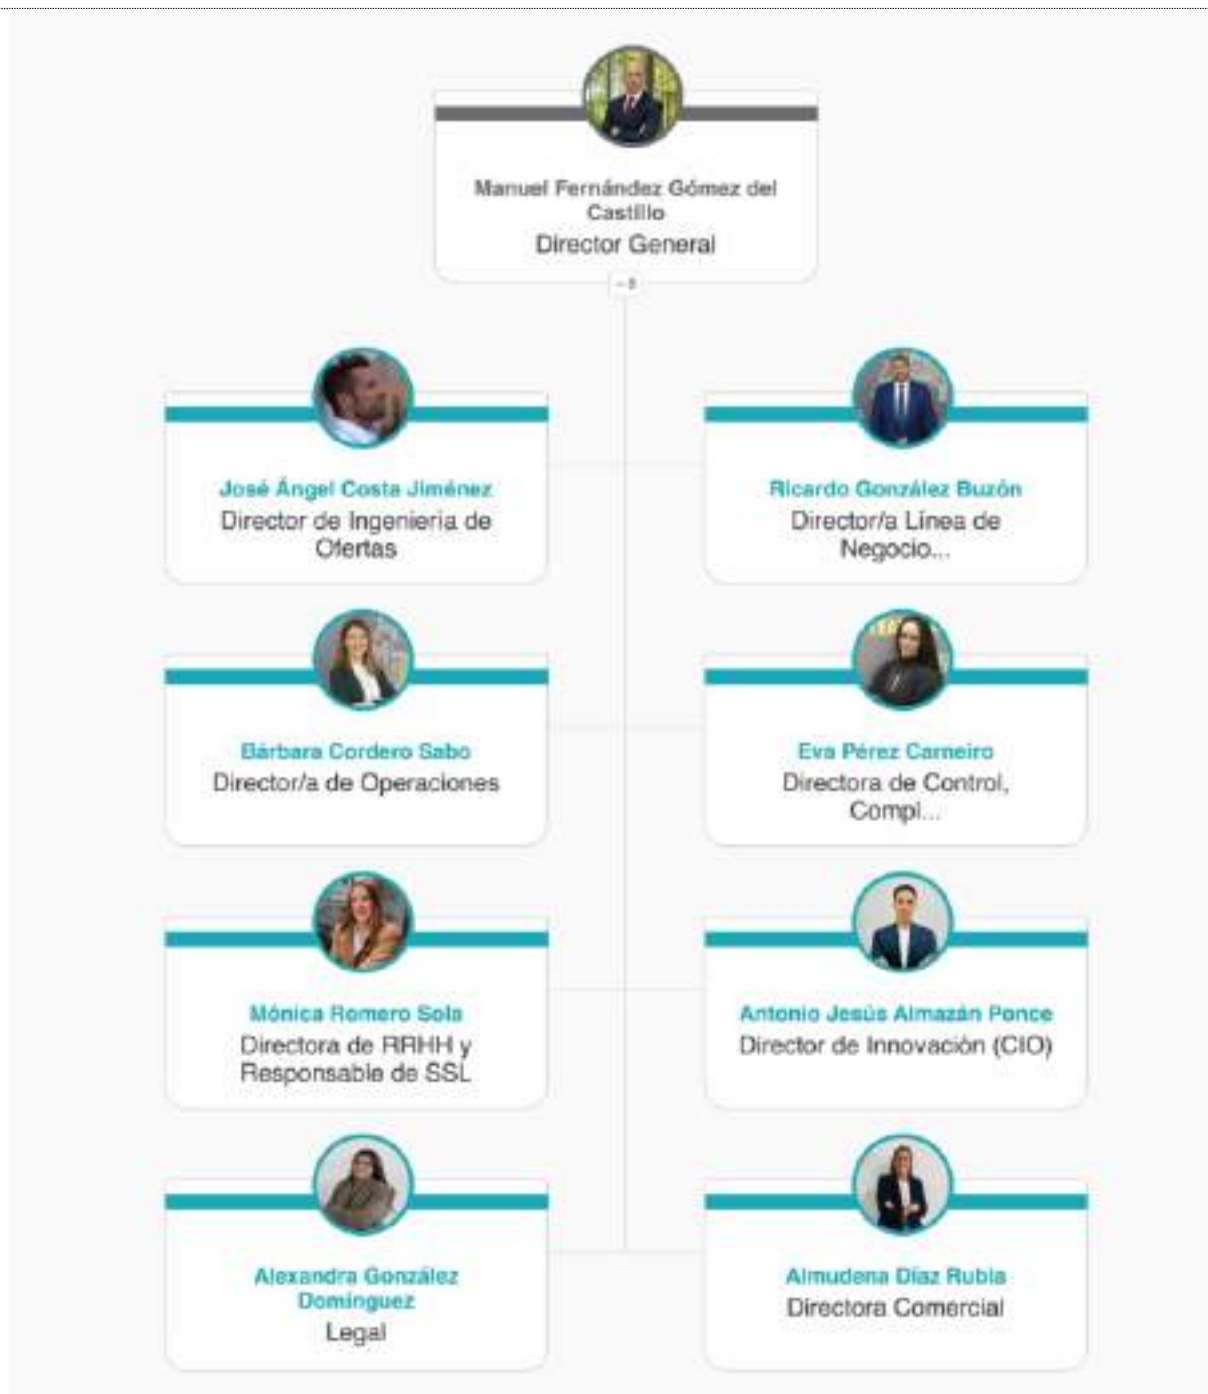 Manuel Fernández Gómez del
Castillo
Director General
José Ángel Costa Jiménez
Director de Ingenieria de
Ofertas
Ricardo González Buzón
Director/a Línea de
Negocio...
Bárbara Cordero Sabo
Director/a de Operaciones
Eva Pérez Carneiro
Directora de Control,
Compl...
Mónica Romero Sola
Directora de RRHH y
Responsable de SSL
Antonio Jesús Almazán Ponce
Director de Innovación (CIO)
Alexandra González
Domínguez
Legal
Almudena Díaz Rubia
Directora Comercial